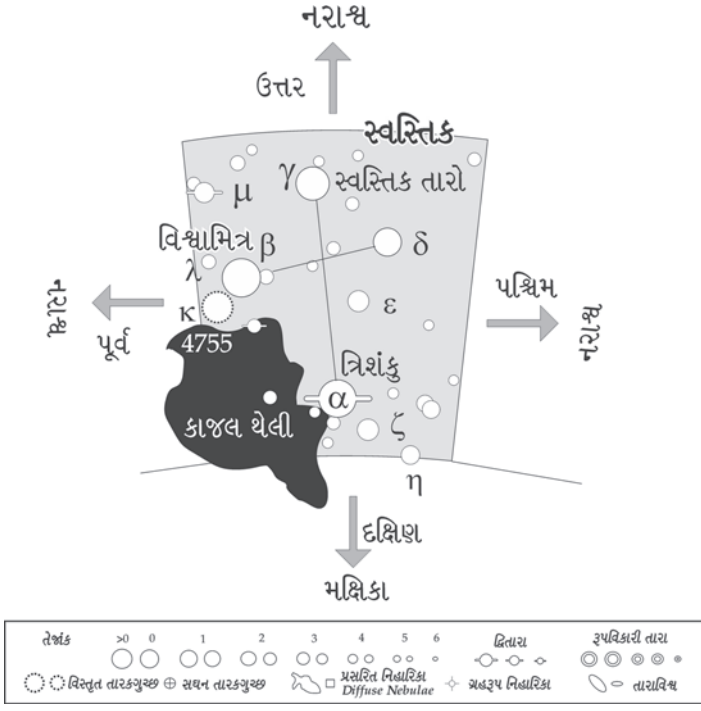 નરાશ્વ
ઉત્તર
સ્વસ્તિક
γ સ્વસ્તિક તારો
μ
વિશ્વામિત્ર β δ
λ
નરાશ્વ
κ ε
પશ્ચિમ
નરાશ્વ
પૂર્વ
4755
ત્રિશંકુ
α
કાજલ થેલી ζ
η
દક્ષિણ
મક્ષિકા
તેજાંક >0 0 1 2 3 4 5 6 દ્વિતારા રૂપવિકારી તારા
વિસ્તૃત તારકગુચ્છ સઘન તારકગુચ્છ પ્રસરિત નિહારિકા ગ્રહરૂપ નિહારિકા તારાવિશ્વ
Diffuse Nebulae